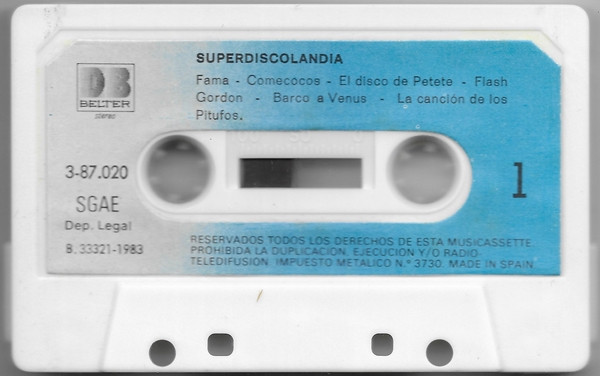 SUPERDISCOLANDIA
Fama - Comecocos - El disco de Petete - Flash
Gordon - Barco a Venus - La canción de los
Pitufos.
DB
BELTER
stereo
3-87.020
SGAE
Dep. Legal
B. 33321-1983
1
RESERVADOS TODOS LOS DERECHOS DE ESTA MUSICASSETTE
PROHIBIDA LA DUPLICACION, EJECUCION Y/O RADIO-
TELEDIFUSION. IMPUESTO METALICO N.º 3730. MADE IN SPAIN